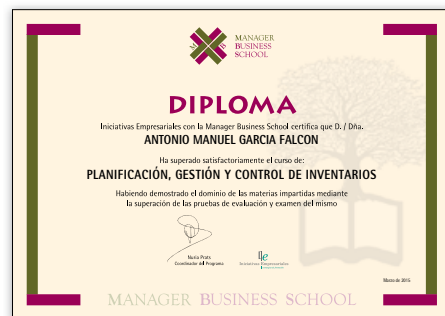 M B
MANAGER
BUSINESS
SCHOOL
DIPLOMA
Iniciativas Empresariales con la Manager Business School certifica que D. / Dña.
ANTONIO MANUEL GARCIA FALCON
Ha superado satisfactoriamente el curso de:
PLANIFICACIÓN, GESTIÓN Y CONTROL DE INVENTARIOS
Habiendo demostrado el dominio de las materias impartidas mediante
la superación de las pruebas de evaluación y examen del mismo
Nuria Prats
Coordinador del Programa
Iniciativas Empresariales
Marzo de 2015
MANAGER BUSINESS SCHOOL